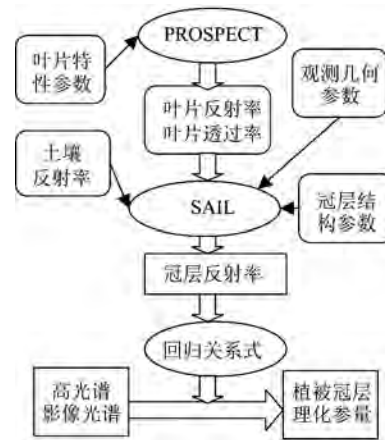 PROSPECT
叶片特
性参数
观测几何
参数
叶片反射率
叶片透过率
土壤
反射率
SAIL
冠层结
构参数
冠层反射率
回归关系式
高光谱
影像光谱
植被冠层
理化参量